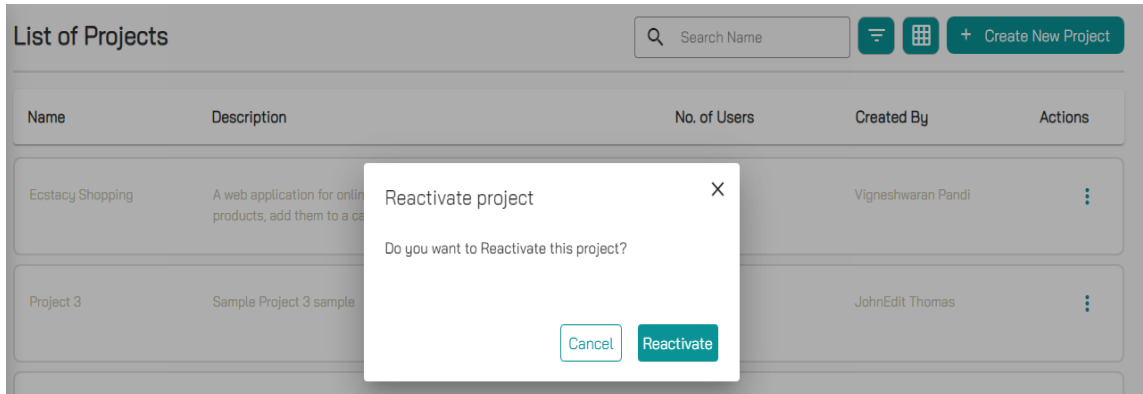 List of Projects
Search Name
+ Create New Project
Name Description No. of Users Created By Actions
Ecstacy Shopping
A web application for onlin
products, add them to a ca
Vigneshwaran Pandi
Reactivate project
Do you want to Reactivate this project?
Project 3
Sample Project 3 sample
JohnEdit Thomas
Cancel
Reactivate